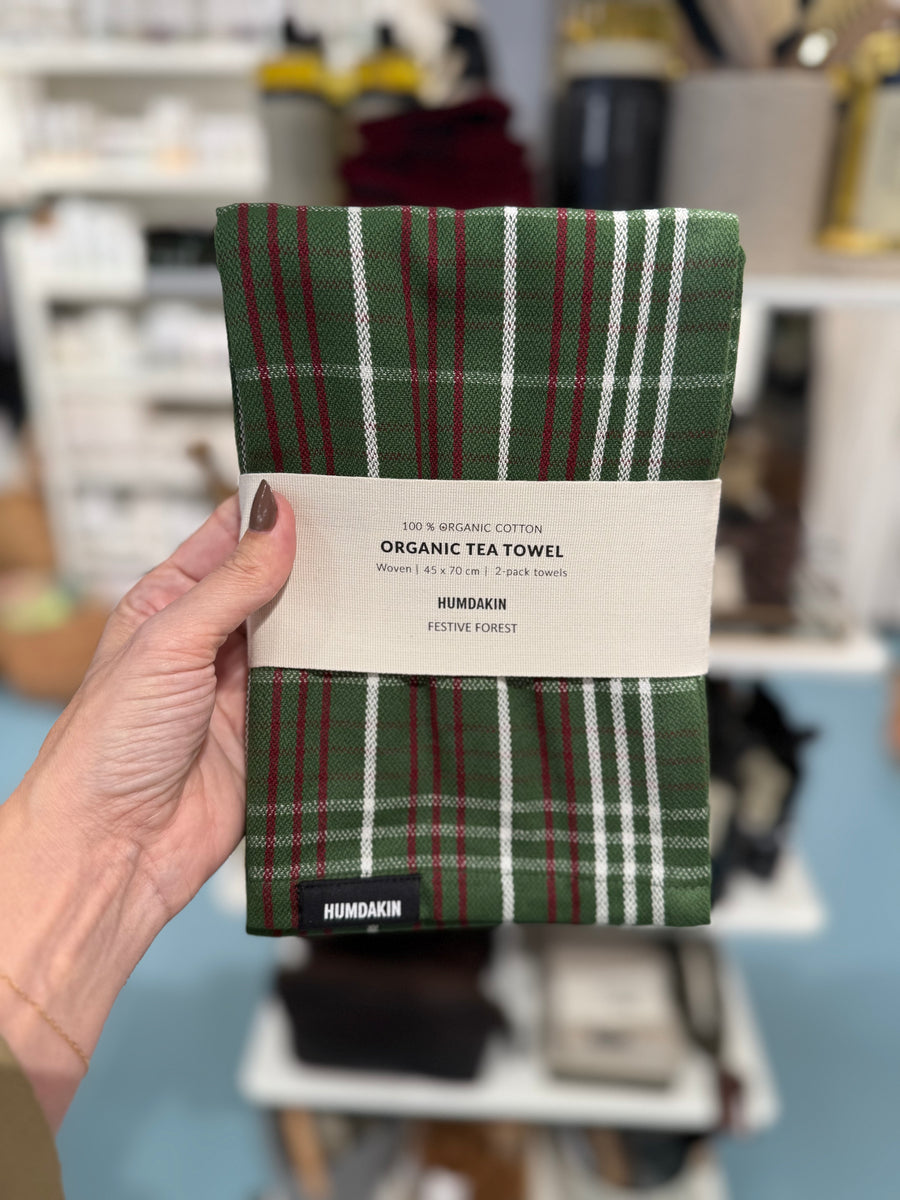 100 % ORGANIC COTTON
ORGANIC TEA TOWEL
Woven | 45 x 70 cm | 2-pack towels
HUMDAKIN
FESTIVE FOREST
HUMDAKIN